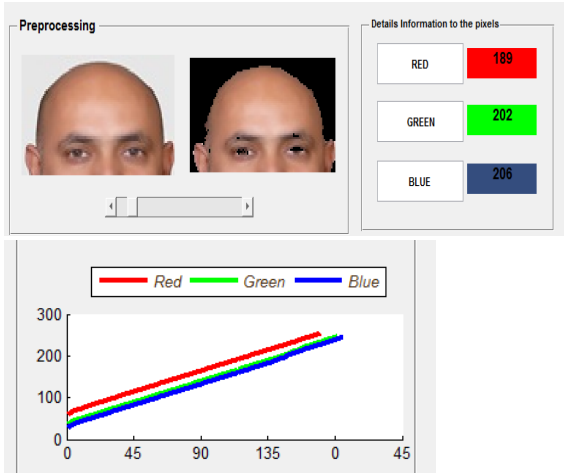 Preprocessing
Details Information to the pixels
RED 189
GREEN 202
BLUE 206
Red Green Blue
300
200
100
0
0 45 90 135 0 45